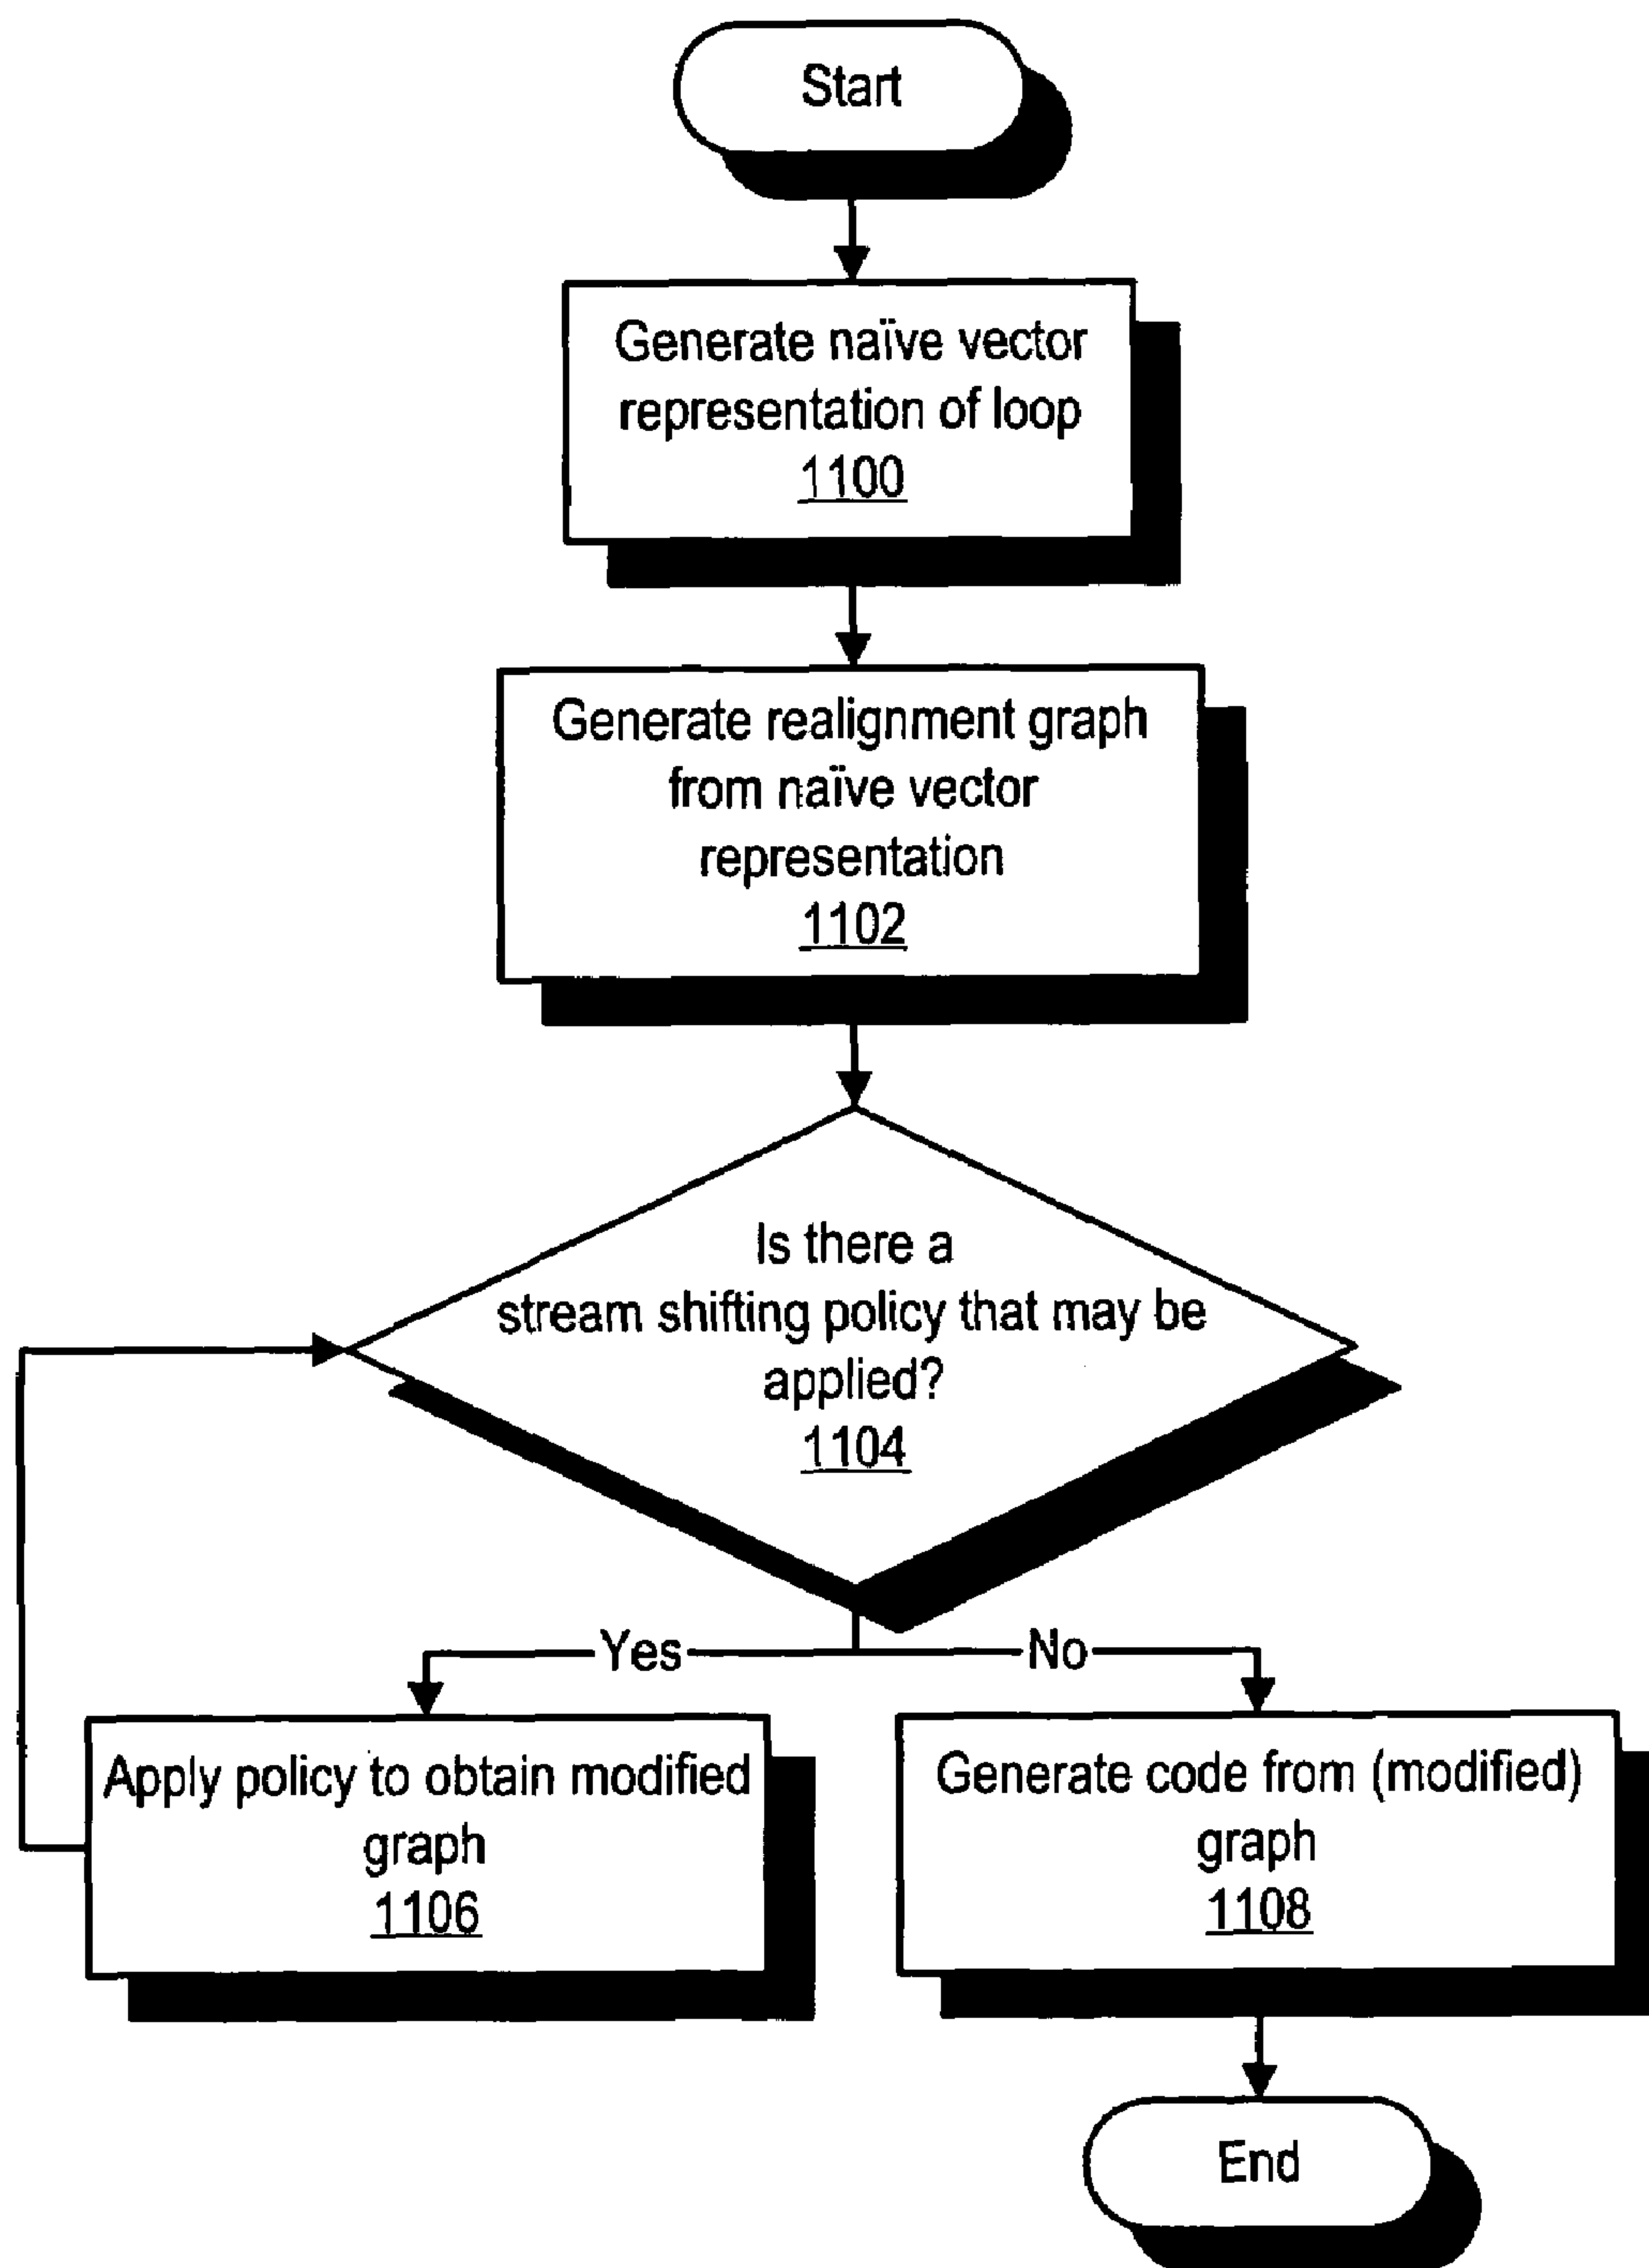 Start
Generate naïve vector
representation of loop
1100
Generate realignment graph
from naïve vector
representation
1102
Is there a
stream shifting policy that may be
applied?
1104
Yes
No
Apply policy to obtain modified
graph
1106
Generate code from (modified)
graph
1108
End